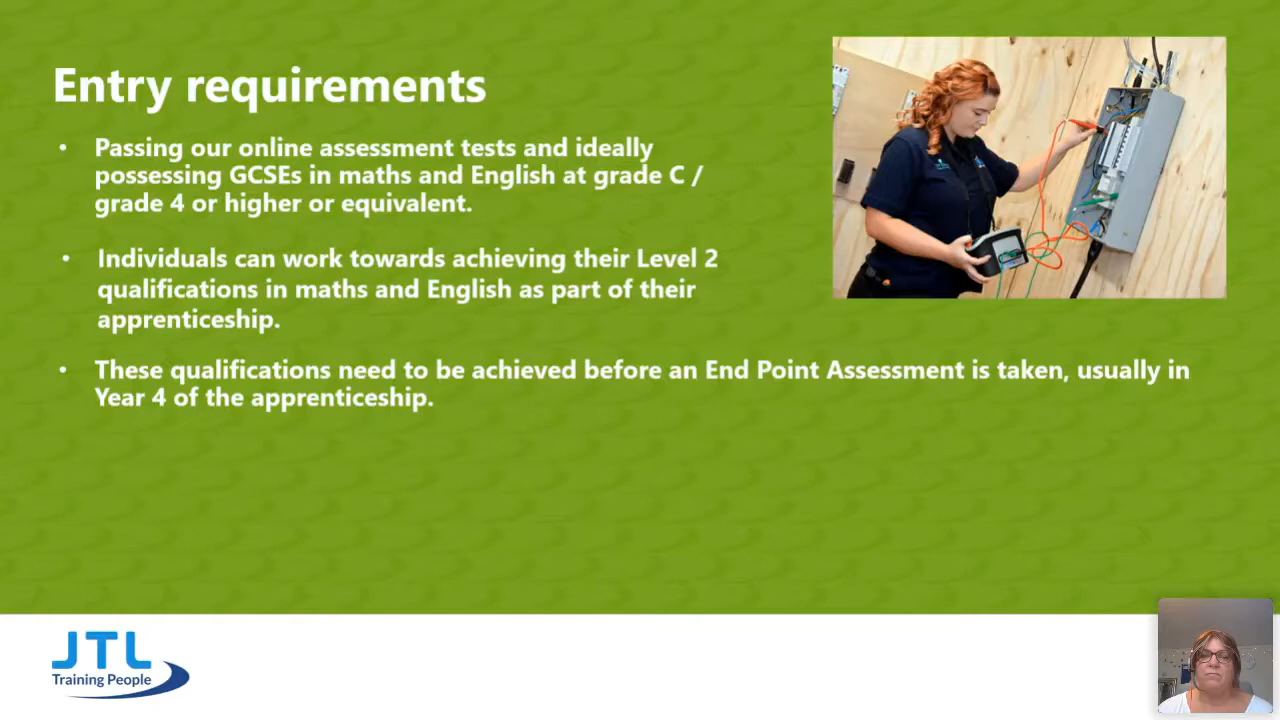 Entry requirements
• Passing our online assessment tests and ideally
possessing GCSEs in maths and English at grade C /
grade 4 or higher or equivalent.
• Individuals can work towards achieving their Level 2
qualifications in maths and English as part of their
apprenticeship.
• These qualifications need to be achieved before an End Point Assessment is taken, usually in
Year 4 of the apprenticeship.
JTL
Training People